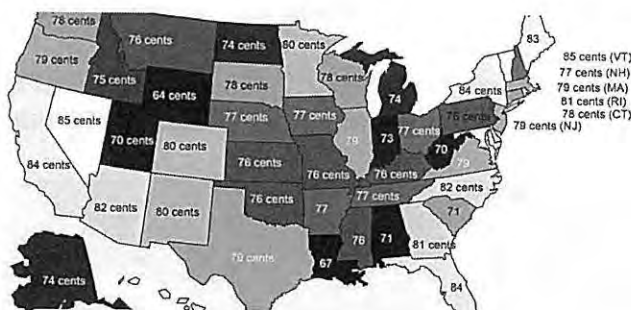 78 cents
76 cents
74 cents
80 cents
83
79 cents
75 cents
64 cents
78 cents
78 cents
74
84 cents
85 cents (VT)
77 cents (NH)
79 cents (MA)
81 cents (RI)
78 cents (CT)
79 cents (NJ)
85 cents
70 cents
77 cents
77 cents
79
73
77 cents
76 cents
84 cents
80 cents
76 cents
76 cents
76 cents
70
79
82 cents
80 cents
76 cents
77
77 cents
82 cents
71
79 cents
67
76
71
81 cents
84
74 cents